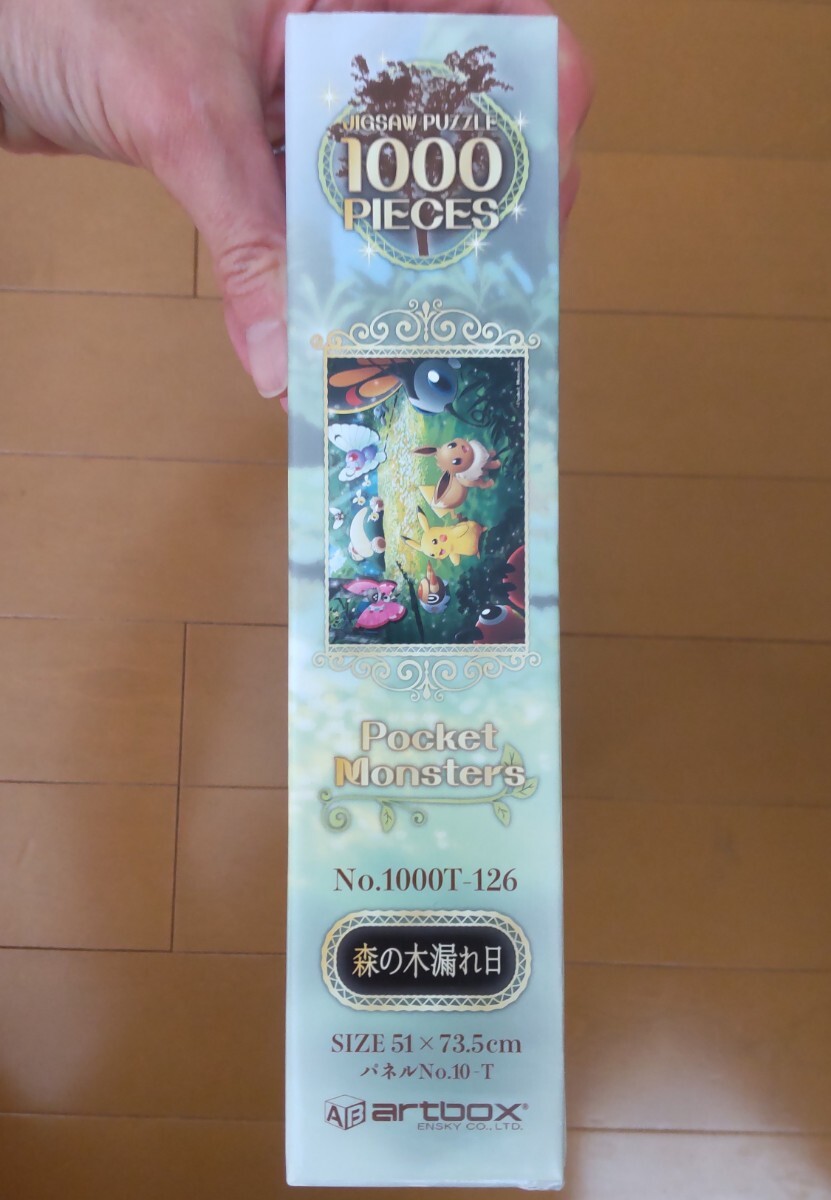 JIGSAW PUZZLE
1000
PIECES
Pocket
Monsters
No.1000T-126
森の木漏れ日
SIZE 51×73.5cm
パネルNo.10-T
AB artbox®
ENSKY CO., LTD.